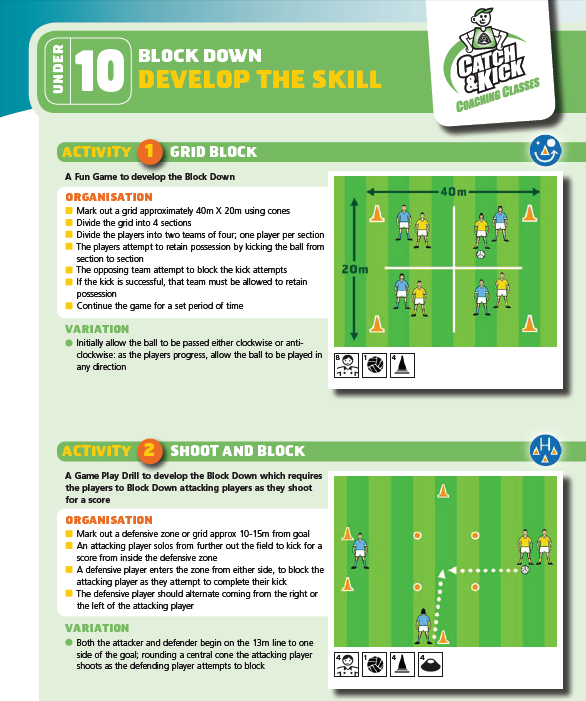 UNDER
10
BLOCK DOWN
DEVELOP THE SKILL
CATCH
&KICK
COACHING CLASSES
ACTIVITY 1 GRID BLOCK
A Fun Game to develop the Block Down
ORGANISATION
Mark out a grid approximately 40m X 20m using cones
Divide the grid into 4 sections
Divide the players into two teams of four; one player per section
The players attempt to retain possession by kicking the ball from
section to section
The opposing team attempt to block the kick attempts
If the kick is successful, that team must be allowed to retain
possession
Continue the game for a set period of time
VARIATION
Initially allow the ball to be passed either clockwise or anti-
clockwise: as the players progress, allow the ball to be played in
any direction
40m
20m
8
1
4
ACTIVITY 2 SHOOT AND BLOCK
A Game Play Drill to develop the Block Down which requires
the players to Block Down attacking players as they shoot
for a score
ORGANISATION
Mark out a defensive zone or grid approx 10-15m from goal
An attacking player solos from further out the field to kick for a
score from inside the defensive zone
A defensive player enters the zone from either side, to block the
attacking player as they attempt to complete their kick
The defensive player should alternate coming from the right or
the left of the attacking player
VARIATION
Both the attacker and defender begin on the 13m line to one
side of the goal; rounding a central cone the attacking player
shoots as the defending player attempts to block
4
1
4
4